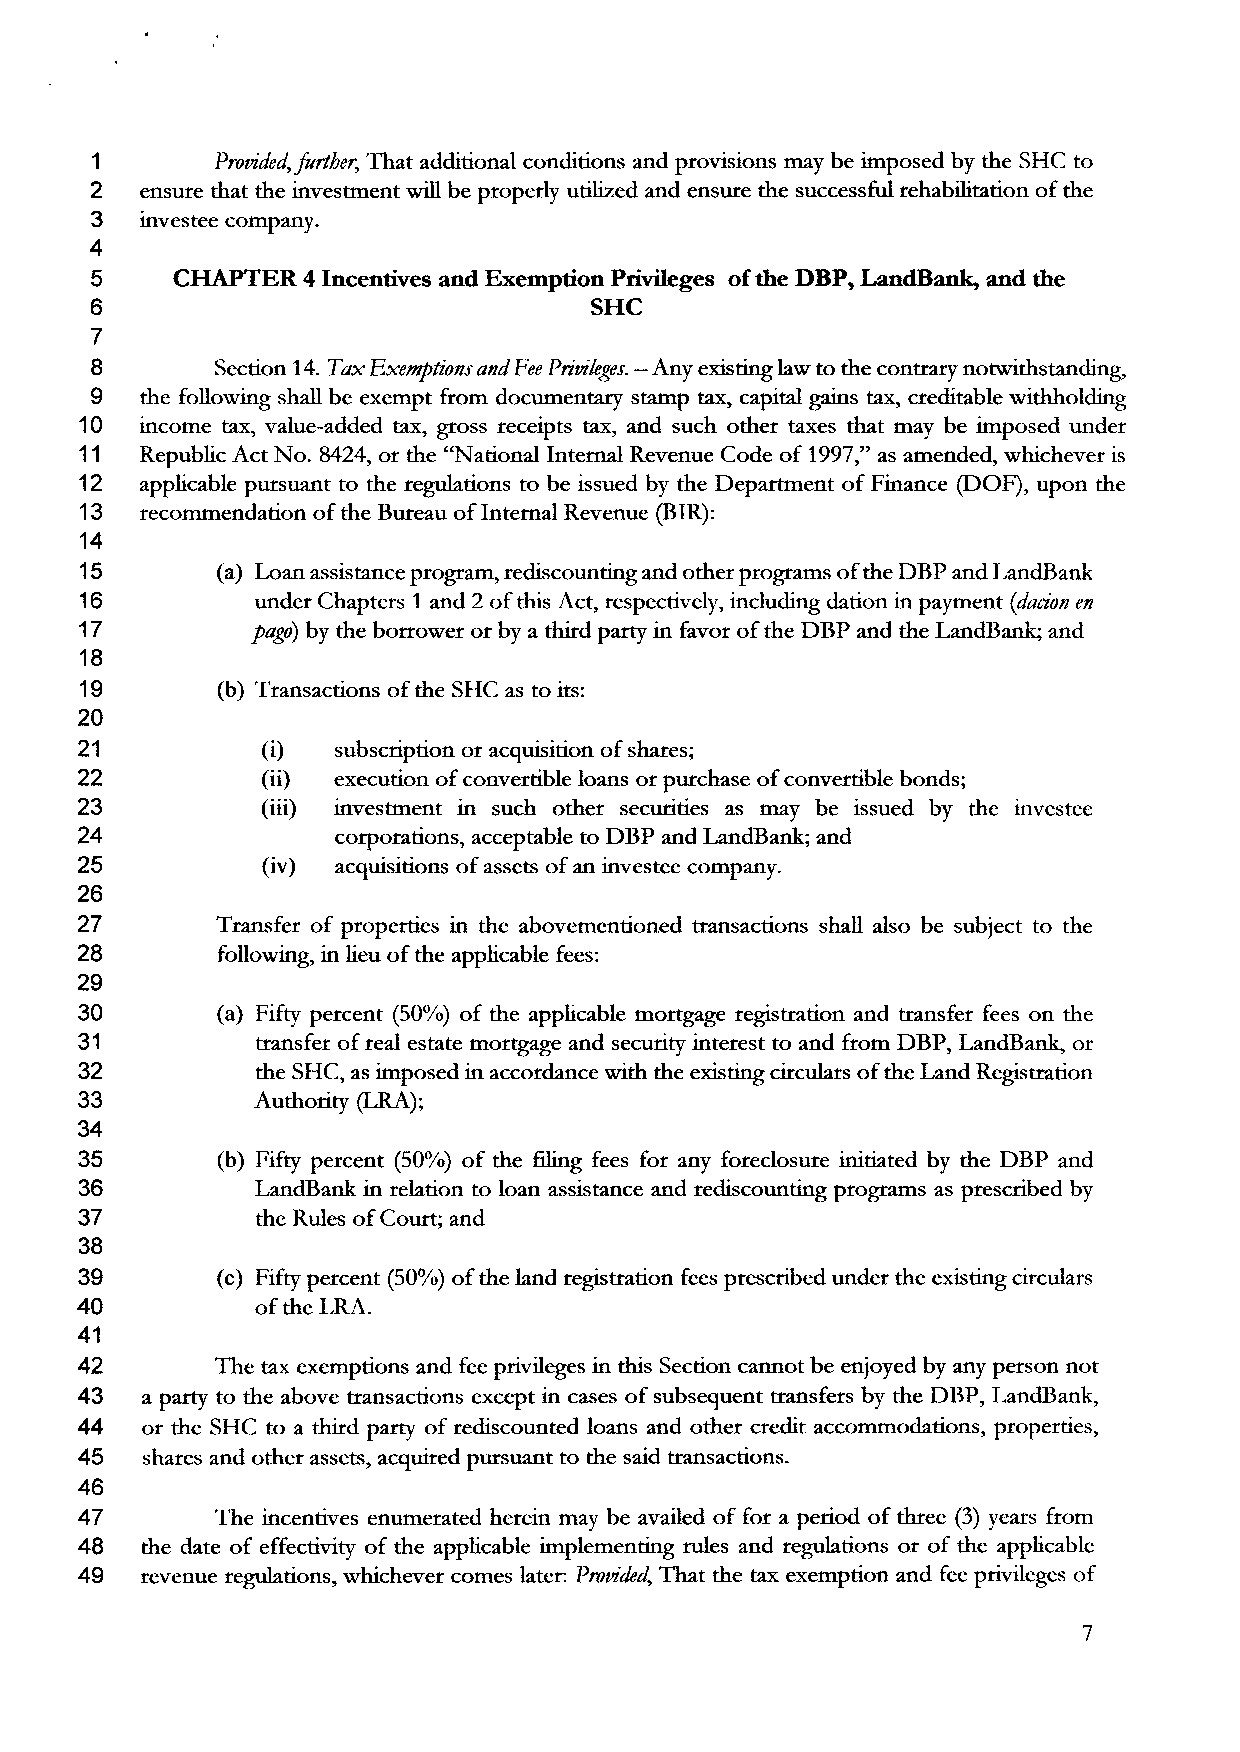 1 Provided, further, That additional conditions and provisions may be imposed by the SHC to
2 ensure that the investment will be properly utilized and ensure the successful rehabilitation of the
3 investee company.
4
5 CHAPTER 4 Incentives and Exemption Privileges of the DBP, LandBank, and the
6 SHC
7
8 Section 14. Tax Exemptions and Fee Privileges. – Any existing law to the contrary notwithstanding,
9 the following shall be exempt from documentary stamp tax, capital gains tax, creditable withholding
10 income tax, value-added tax, gross receipts tax, and such other taxes that may be imposed under
11 Republic Act No. 8424, or the “National Internal Revenue Code of 1997,” as amended, whichever is
12 applicable pursuant to the regulations to be issued by the Department of Finance (DOF), upon the
13 recommendation of the Bureau of Internal Revenue (BIR):
14
15 (a) Loan assistance program, rediscounting and other programs of the DBP and LandBank
16 under Chapters 1 and 2 of this Act, respectively, including dation in payment (dacion en
17 pago) by the borrower or by a third party in favor of the DBP and the LandBank; and
18
19 (b) Transactions of the SHC as to its:
20
21 (i) subscription or acquisition of shares;
22 (ii) execution of convertible loans or purchase of convertible bonds;
23 (iii) investment in such other securities as may be issued by the investee
24 corporations, acceptable to DBP and LandBank; and
25 (iv) acquisitions of assets of an investee company.
26
27 Transfer of properties in the abovementioned transactions shall also be subject to the
28 following, in lieu of the applicable fees:
29
30 (a) Fifty percent (50%) of the applicable mortgage registration and transfer fees on the
31 transfer of real estate mortgage and security interest to and from DBP, LandBank, or
32 the SHC, as imposed in accordance with the existing circulars of the Land Registration
33 Authority (LRA);
34
35 (b) Fifty percent (50%) of the filing fees for any foreclosure initiated by the DBP and
36 LandBank in relation to loan assistance and rediscounting programs as prescribed by
37 the Rules of Court; and
38
39 (c) Fifty percent (50%) of the land registration fees prescribed under the existing circulars
40 of the LRA.
41
42 The tax exemptions and fee privileges in this Section cannot be enjoyed by any person not
43 a party to the above transactions except in cases of subsequent transfers by the DBP, LandBank,
44 or the SHC to a third party of rediscounted loans and other credit accommodations, properties,
45 shares and other assets, acquired pursuant to the said transactions.
46
47 The incentives enumerated herein may be availed of for a period of three (3) years from
48 the date of effectivity of the applicable implementing rules and regulations or of the applicable
49 revenue regulations, whichever comes later: Provided, That the tax exemption and fee privileges of
7